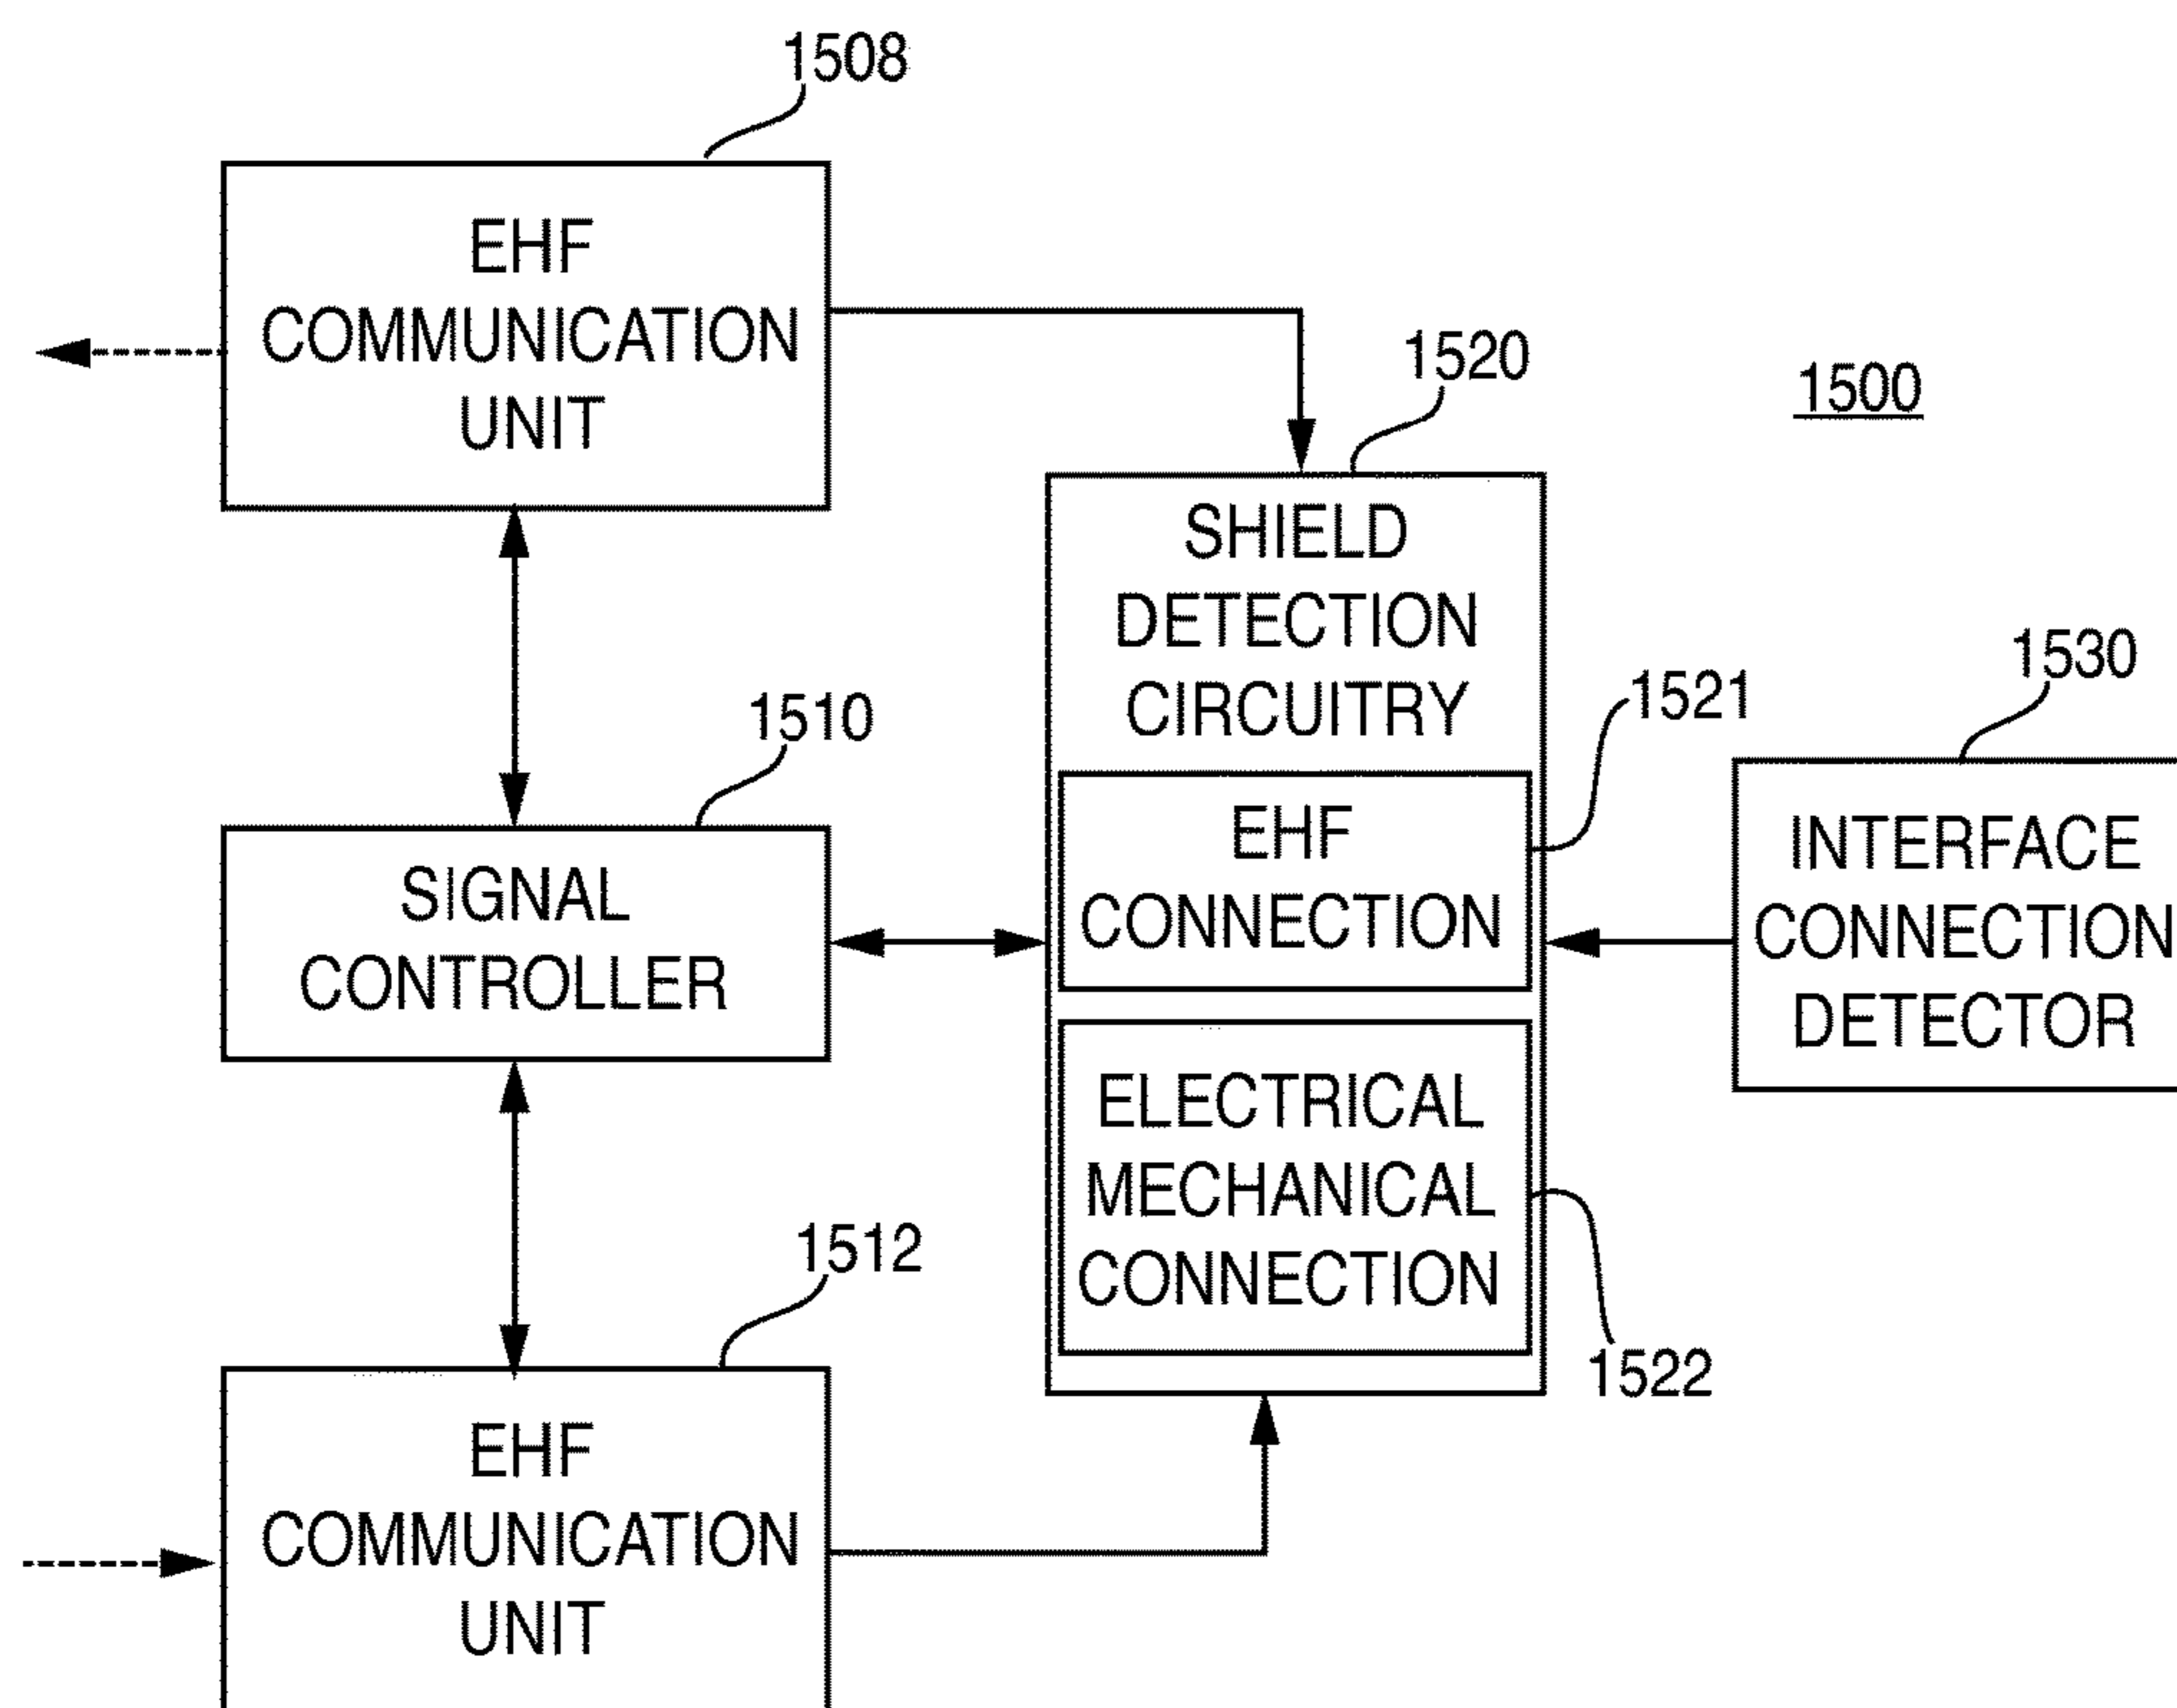 1508
EHF
COMMUNICATION
UNIT
1520
1500
SHIELD
DETECTION
CIRCUITRY
1521
1530
1510
EHF
CONNECTION
INTERFACE
CONNECTION
DETECTOR
SIGNAL
CONTROLLER
ELECTRICAL
MECHANICAL
CONNECTION
1522
1512
EHF
COMMUNICATION
UNIT